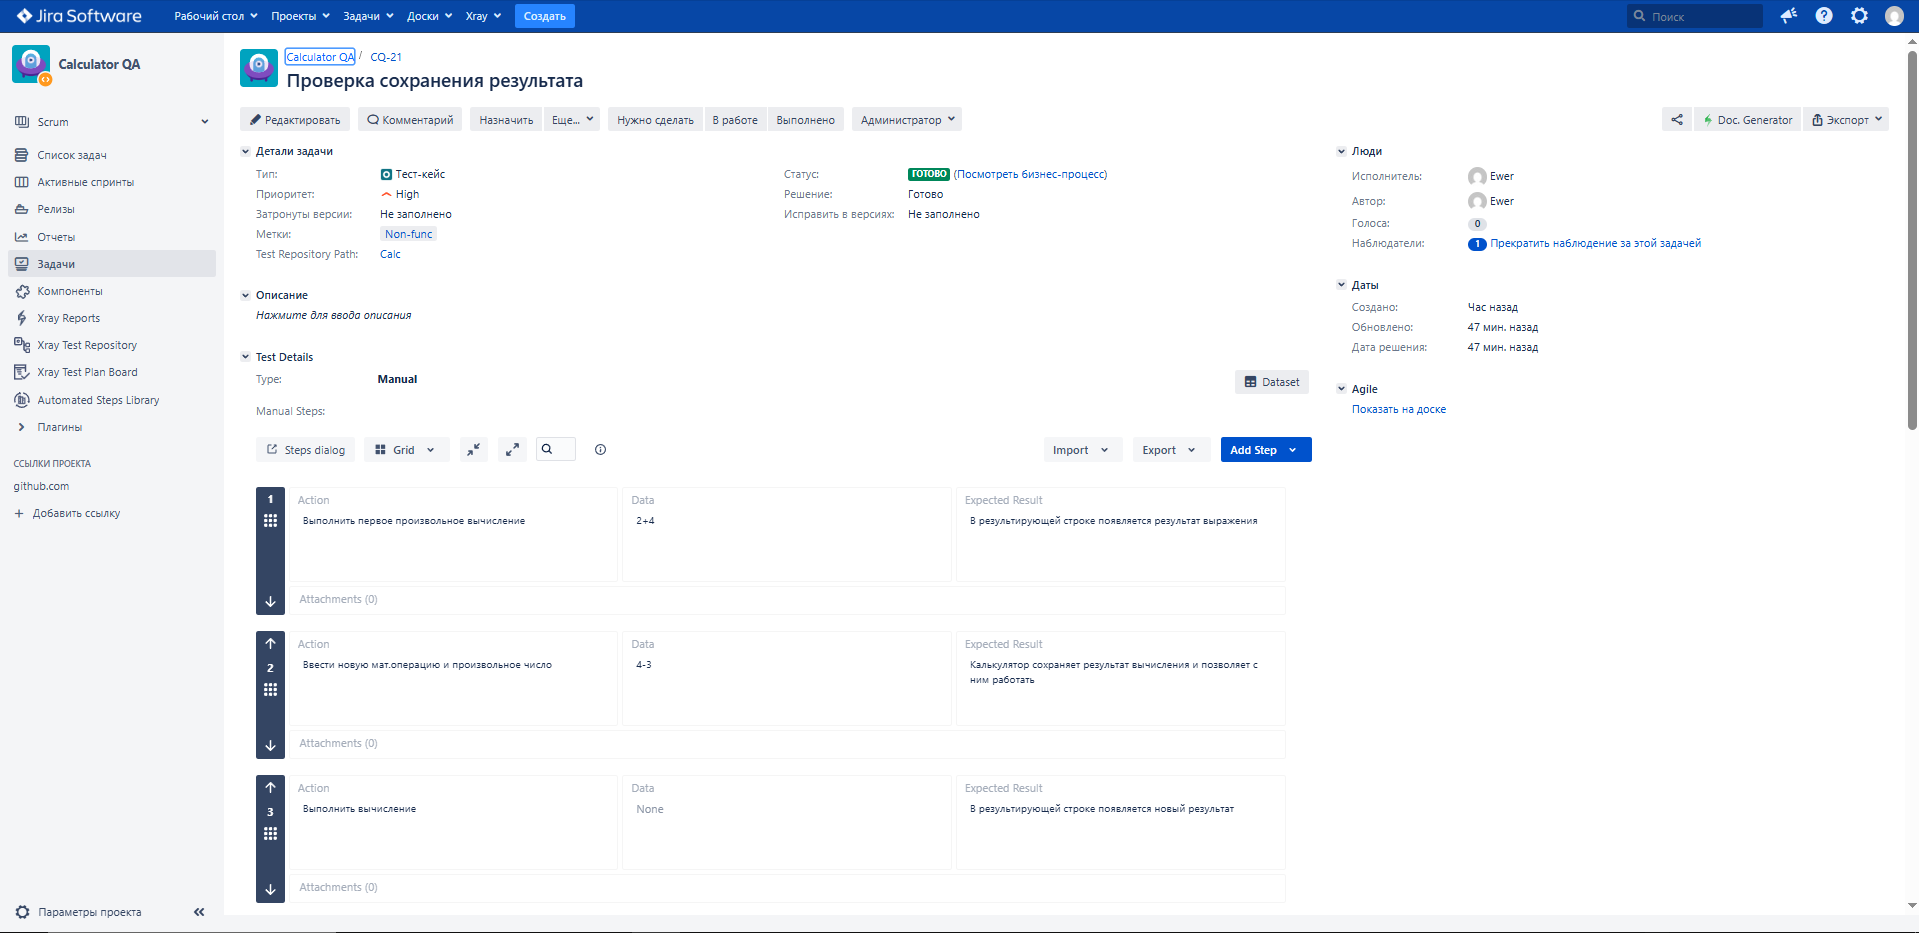 Jira Software
Рабочий стол
Проекты
Задачи
Доски
Xray
Создать
Поиск
Calculator QA
Scrum
Список задач
Активные спринты
Релизы
Отчеты
Задачи
Компоненты
Xray Reports
Xray Test Repository
Xray Test Plan Board
Automated Steps Library
Плагины
ССЫЛКИ ПРОЕКТА
github.com
+ Добавить ссылку
Параметры проекта
Calculator QA / CQ-21
Проверка сохранения результата
Редактировать
Комментарий
Назначить
Еще...
Нужно сделать
В работе
Выполнено
Администратор
Doc. Generator
Экспорт
Детали задачи
Тип: Тест-кейс
Приоритет: High
Затронуты версии: Не заполнено
Метки: Non-func
Test Repository Path: Calc
Статус: ГОТОВО (Посмотреть бизнес-процесс)
Решение: Готово
Исправить в версиях: Не заполнено
Описание
Нажмите для ввода описания
Test Details
Type: Manual
Dataset
Manual Steps:
Steps dialog
Grid
Import
Export
Add Step
1
Action
Выполнить первое произвольное вычисление
Data
2+4
Expected Result
В результирующей строке появляется результат выражения
Attachments (0)
2
Action
Ввести новую мат.операцию и произвольное число
Data
4-3
Expected Result
Калькулятор сохраняет результат вычисления и позволяет с
ним работать
Attachments (0)
3
Action
Выполнить вычисление
Data
None
Expected Result
В результирующей строке появляется новый результат
Attachments (0)
Люди
Исполнитель: Ewer
Автор: Ewer
Голоса: 0
Наблюдатели: 1 Прекратить наблюдение за этой задачей
Даты
Создано: Час назад
Обновлено: 47 мин. назад
Дата решения: 47 мин. назад
Agile
Показать на доске